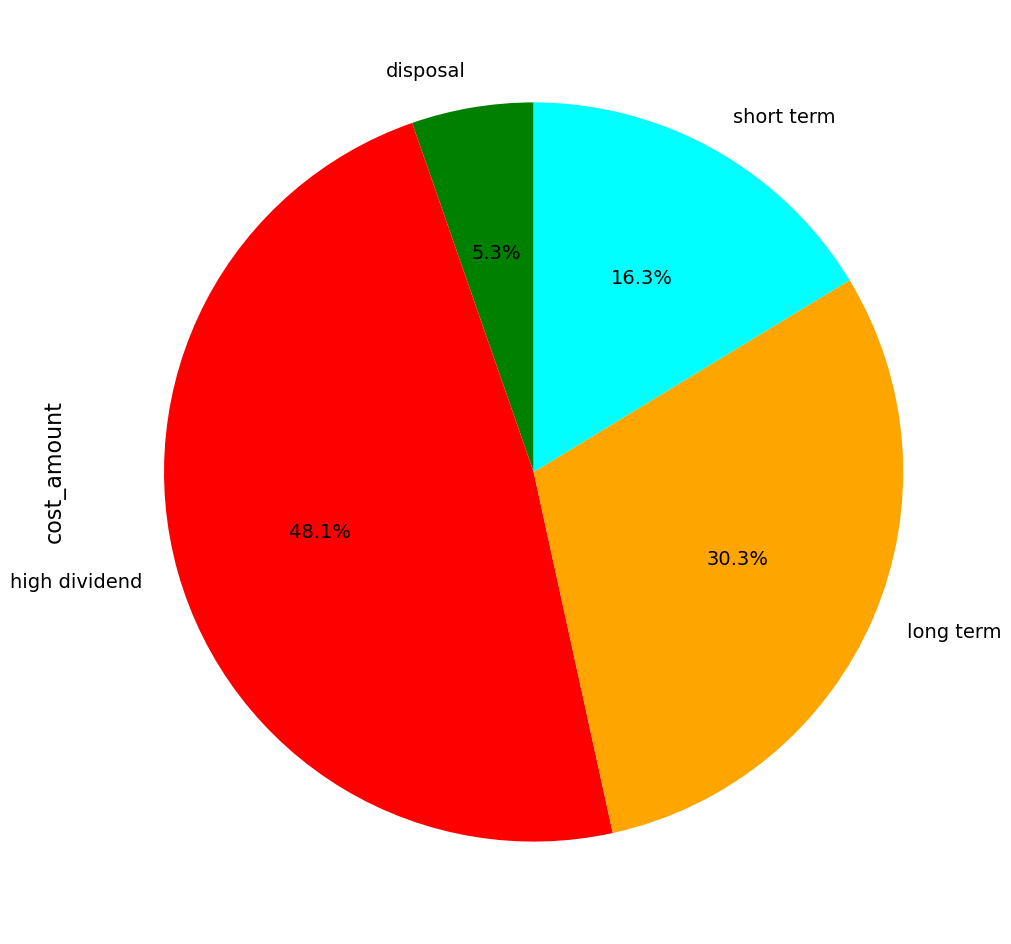 disposal
short term
5.3%
16.3%
cost_amount
48.1%
30.3%
high dividend
long term